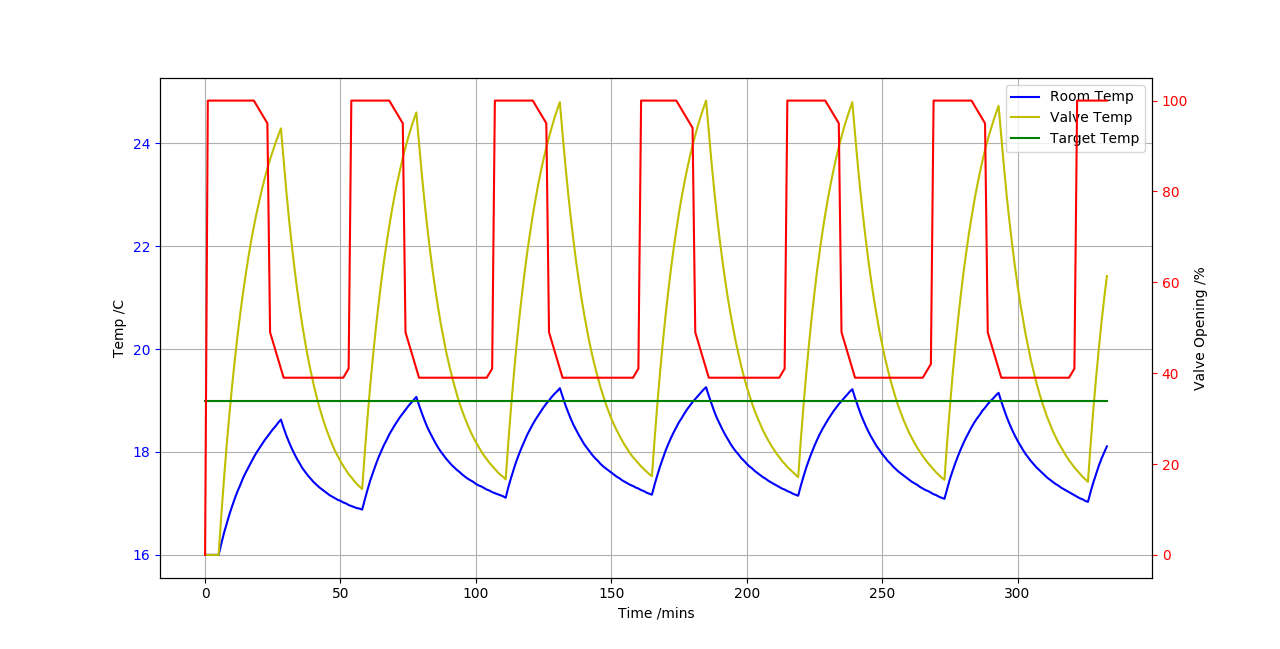 Room Temp
Valve Temp
Target Temp
24
22
20
18
16
100
80
60
40
20
0
Temp /C
Valve Opening /%
0 50 100 150 200 250 300
Time /mins